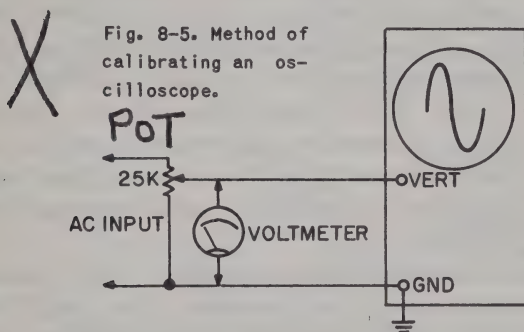 X
Fig. 8-5. Method of
calibrating an os-
cilloscope.
POT
25K
VERT
AC INPUT
VOLTMETER
GND